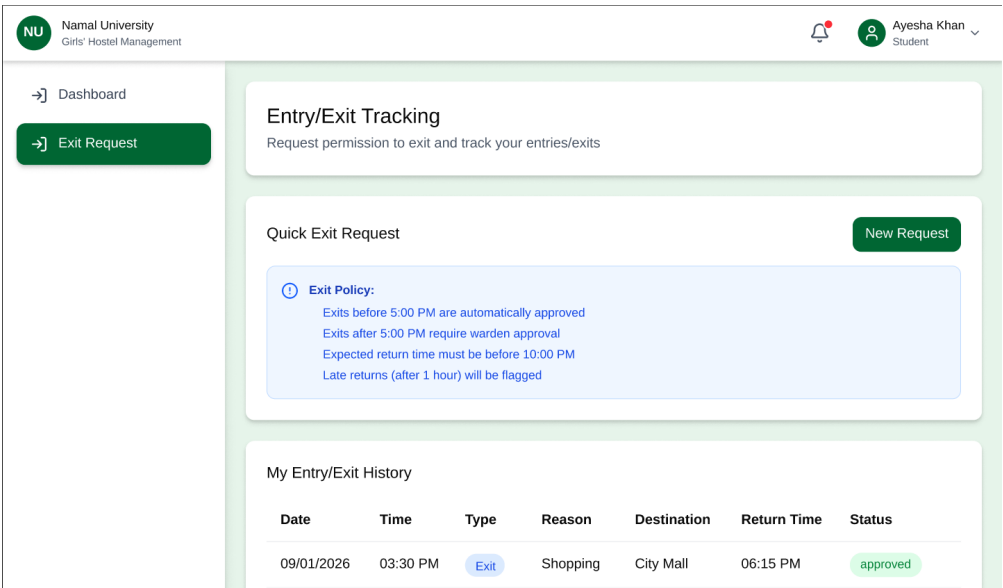 NU
Namal University
Girls' Hostel Management
Ayesha Khan
Student
Dashboard
Exit Request
Entry/Exit Tracking
Request permission to exit and track your entries/exits
Quick Exit Request
New Request
Exit Policy:
Exits before 5:00 PM are automatically approved
Exits after 5:00 PM require warden approval
Expected return time must be before 10:00 PM
Late returns (after 1 hour) will be flagged
My Entry/Exit History
Date Time Type Reason Destination Return Time Status
09/01/2026 03:30 PM Exit Shopping City Mall 06:15 PM approved